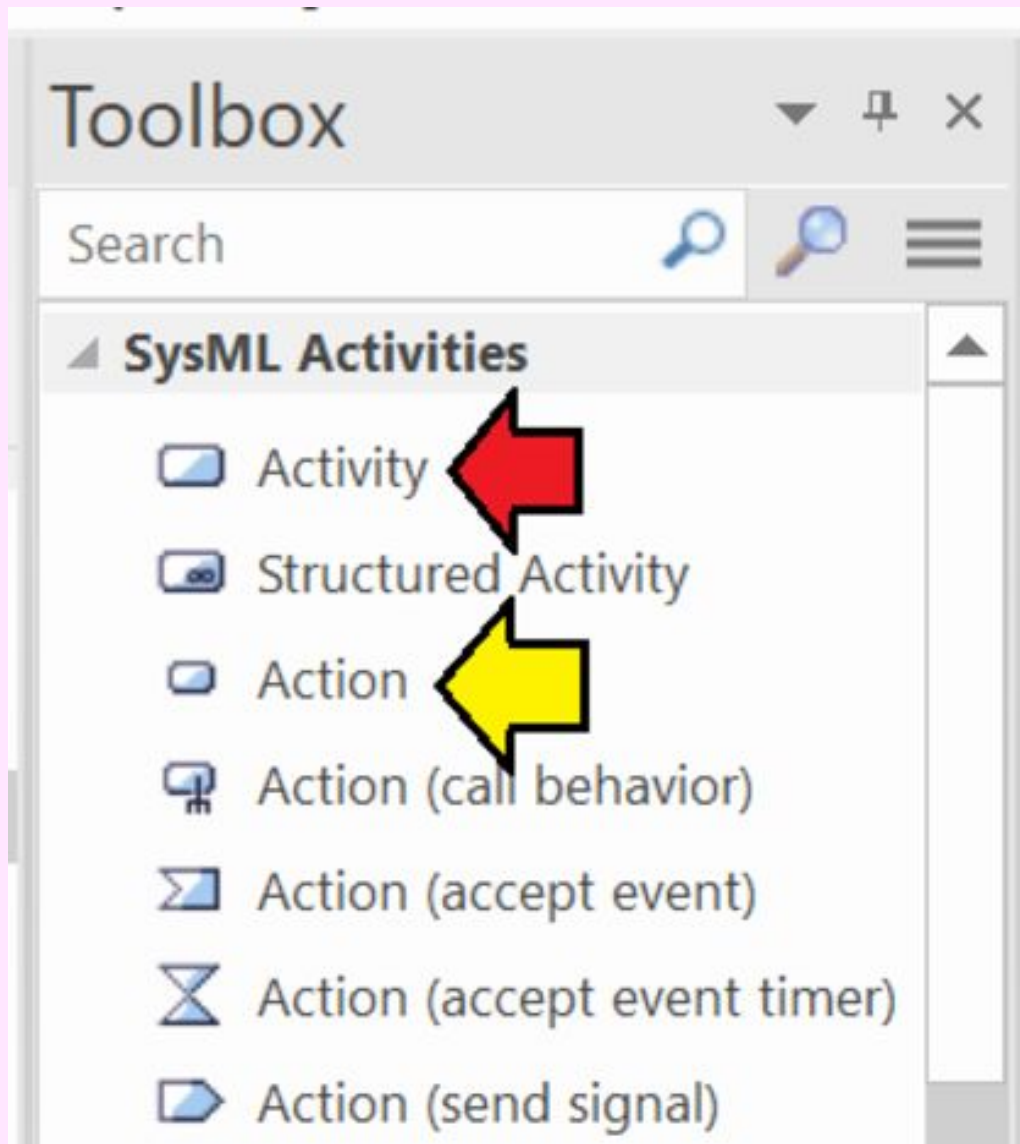 Toolbox
Search
SysML Activities
Activity
Structured Activity
Action
Action (call behavior)
Action (accept event)
Action (accept event timer)
Action (send signal)